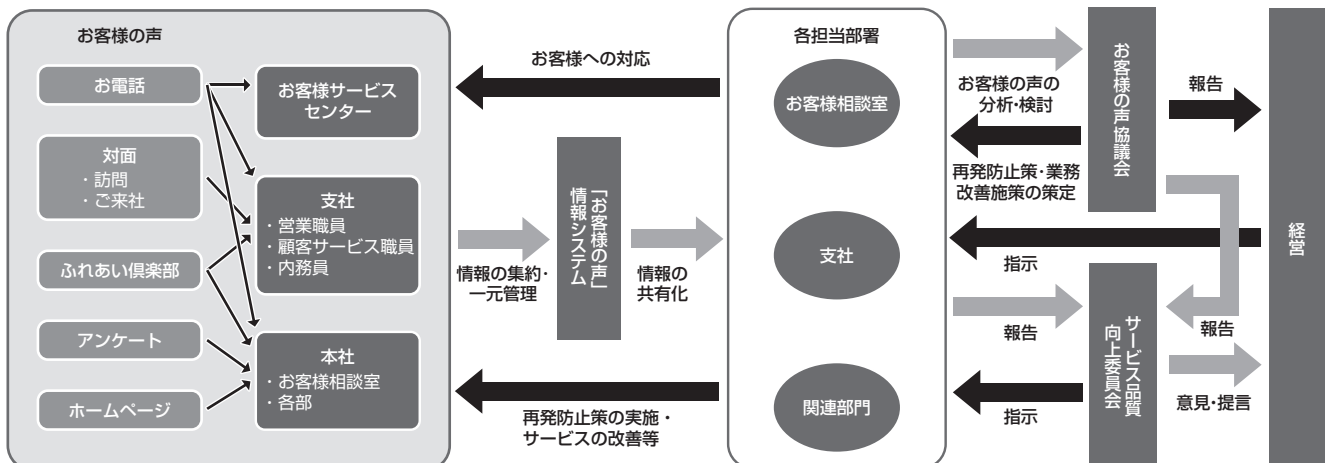 お客様の声
お電話
対面
・訪問
・ご来社
ふれあい倶楽部
アンケート
ホームページ
お客様サービス
センター
支社
・営業職員
・顧客サービス職員
・内務員
本社
・お客様相談室
・各部
お客様への対応
情報の集約・
一元管理
「お客様の声」
情報システム
情報の
共有化
再発防止策の実施・
サービスの改善等
各担当部署
お客様相談室
支社
関連部門
お客様の声の
分析・検討
再発防止策・業務
改善施策の策定
指示
報告
指示
お客様の声協議会
サービス品質
向上委員会
報告
報告
意見・提言
経営